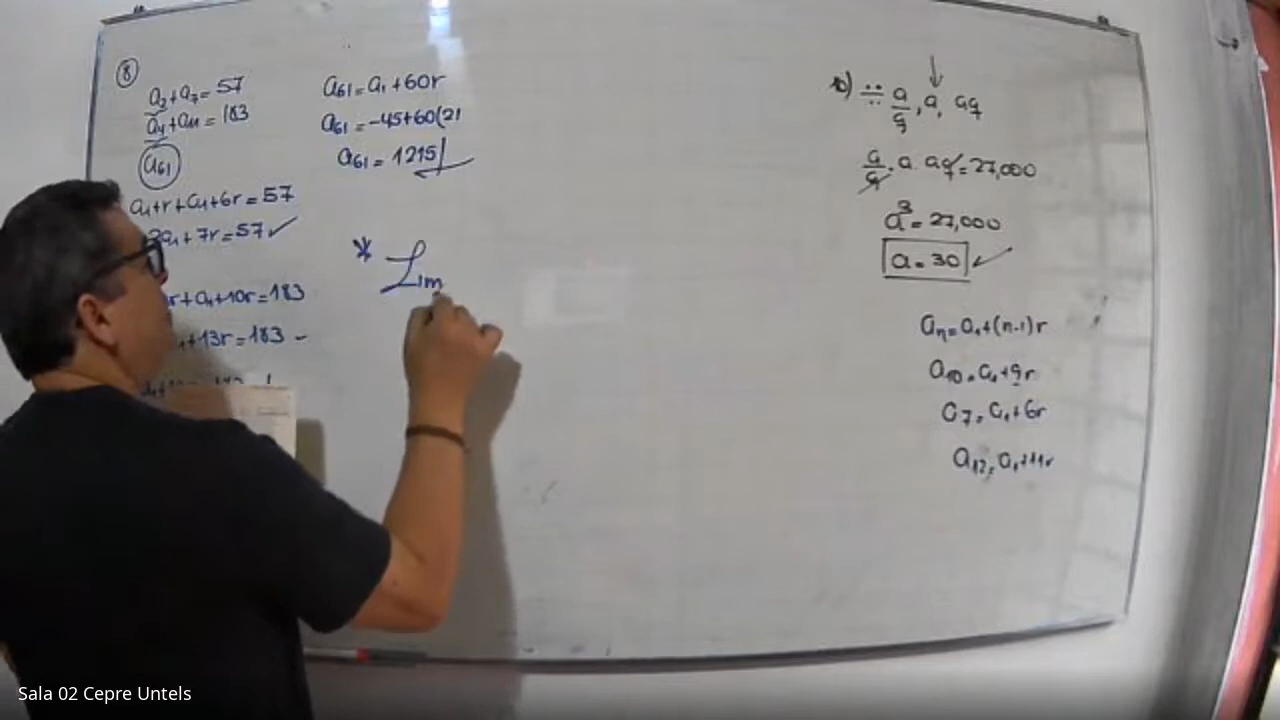 8
a₂+a₇=57
a₄+a₁₁=183
a₆₁
a₁+r+a₁+6r=57
2a₁+7r=57✓
r+a₁+10r=183
+13r=183
a₆₁=a₁+60r
a₆₁=-45+60(21
a₆₁=1215
* Lim
10) ∺ a/q, a, aq
a/q . a . aq=27,000
a³=27,000
a=30 ✓
aₙ=a₁+(n-1)r
a₁₀=a₁+9r
a₇=a₁+6r
a₁₂=a₁+11r
Sala 02 Cepre Untels